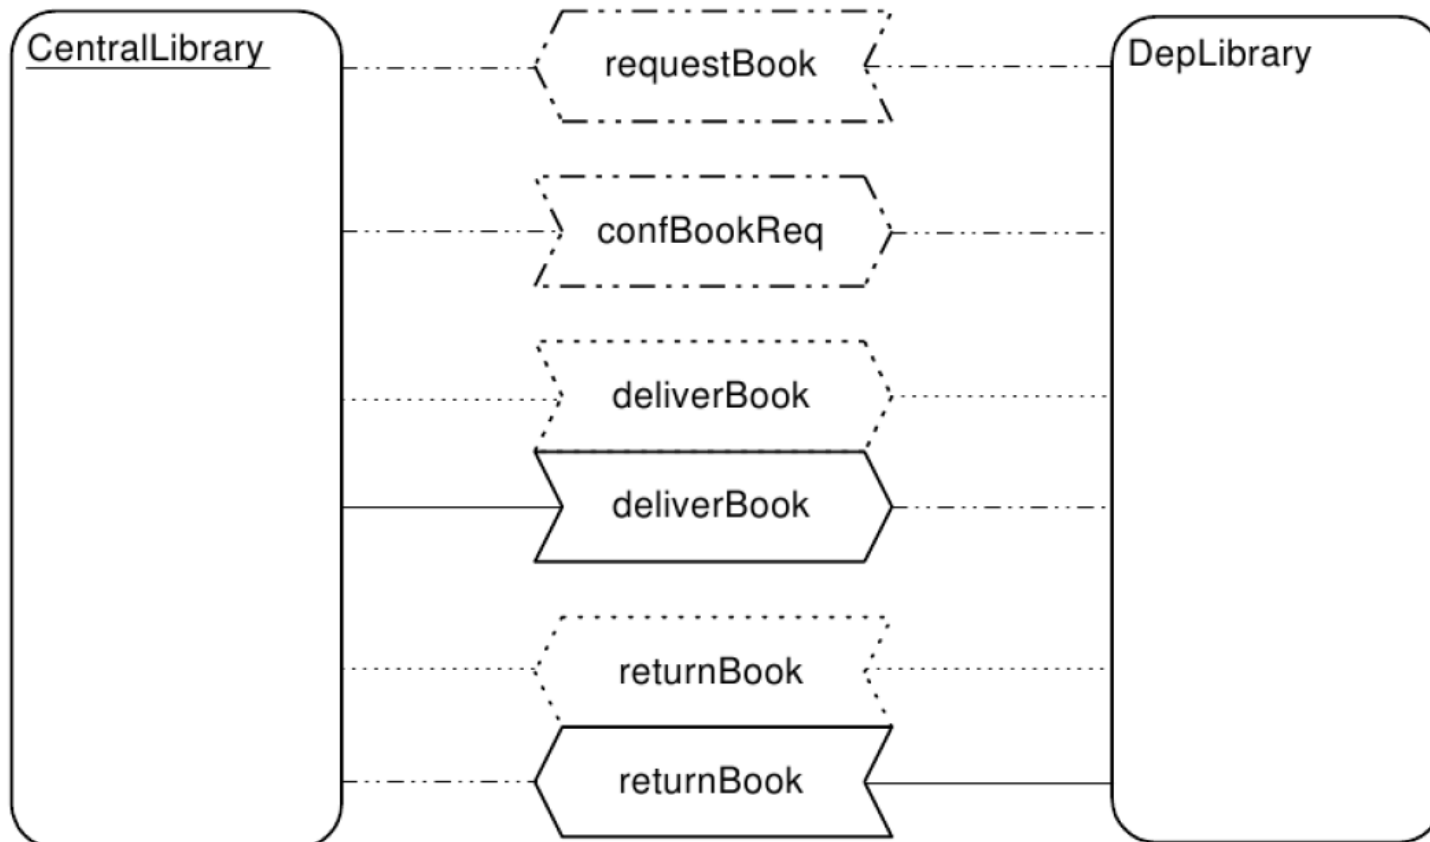 CentralLibrary
requestBook
DepLibrary
confBookReq
deliverBook
deliverBook
returnBook
returnBook